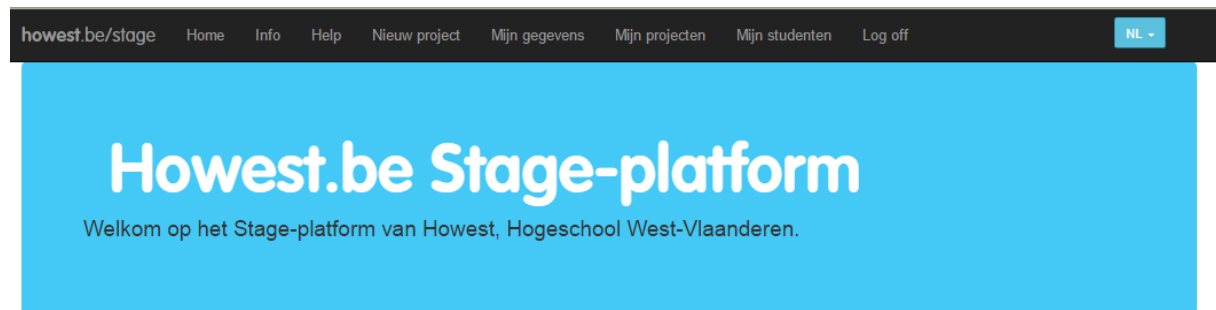 howest.be/stage Home Info Help Nieuw project Mijn gegevens Mijn projecten Mijn studenten Log off NL
Howest.be Stage-platform
Welkom op het Stage-platform van Howest, Hogeschool West-Vlaanderen.